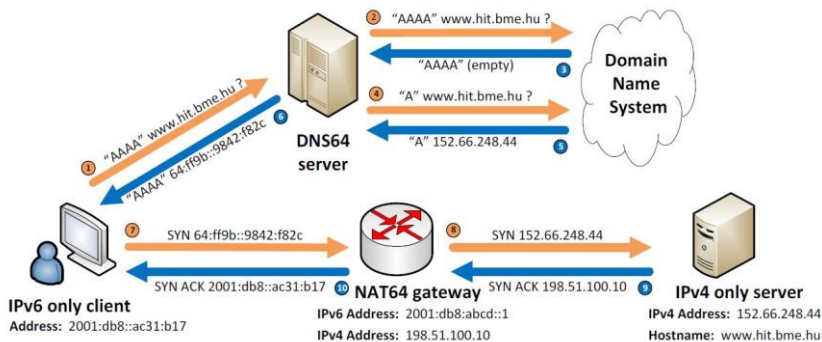 2 "AAAA" www.hit.bme.hu ?
"AAAA" (empty) 3
Domain
Name
System
4 "A" www.hit.bme.hu ?
"A" 152.66.248.44 5
DNS64
server
1 "AAAA" www.hit.bme.hu ?
6 "AAAA" 64:ff9b::9842:f82c
7 SYN 64:ff9b::9842:f82c
SYN ACK 2001:db8::ac31:b17 10
8 SYN 152.66.248.44
SYN ACK 198.51.100.10 9
IPv6 only client
Address: 2001:db8::ac31:b17
NAT64 gateway
IPv6 Address: 2001:db8:abcd::1
IPv4 Address: 198.51.100.10
IPv4 only server
IPv4 Address: 152.66.248.44
Hostname: www.hit.bme.hu